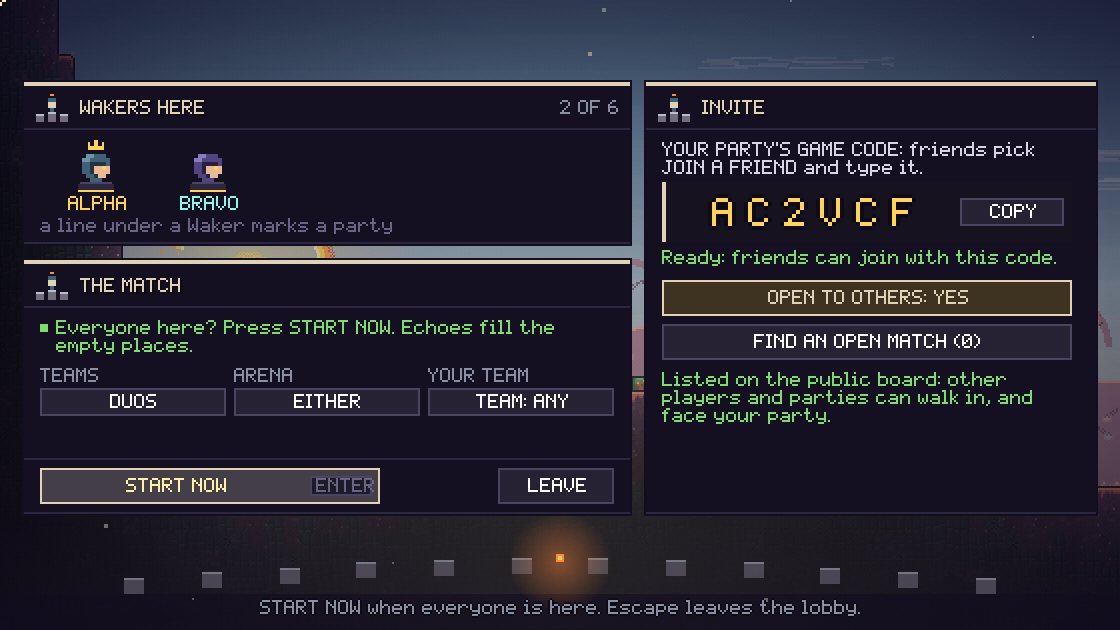 WAKERS HERE
2 OF 6
ALPHA
BRAVO
a line under a Waker marks a party
THE MATCH
Everyone here? Press START NOW. Echoes fill the
empty places.
TEAMS
ARENA
YOUR TEAM
DUOS
EITHER
TEAM: ANY
START NOW
ENTER
LEAVE
INVITE
YOUR PARTY'S GAME CODE: friends pick
JOIN A FRIEND and type it.
AC2VCF
COPY
Ready: friends can join with this code.
OPEN TO OTHERS: YES
FIND AN OPEN MATCH (0)
Listed on the public board: other
players and parties can walk in, and
face your party.
START NOW when everyone is here. Escape leaves the lobby.